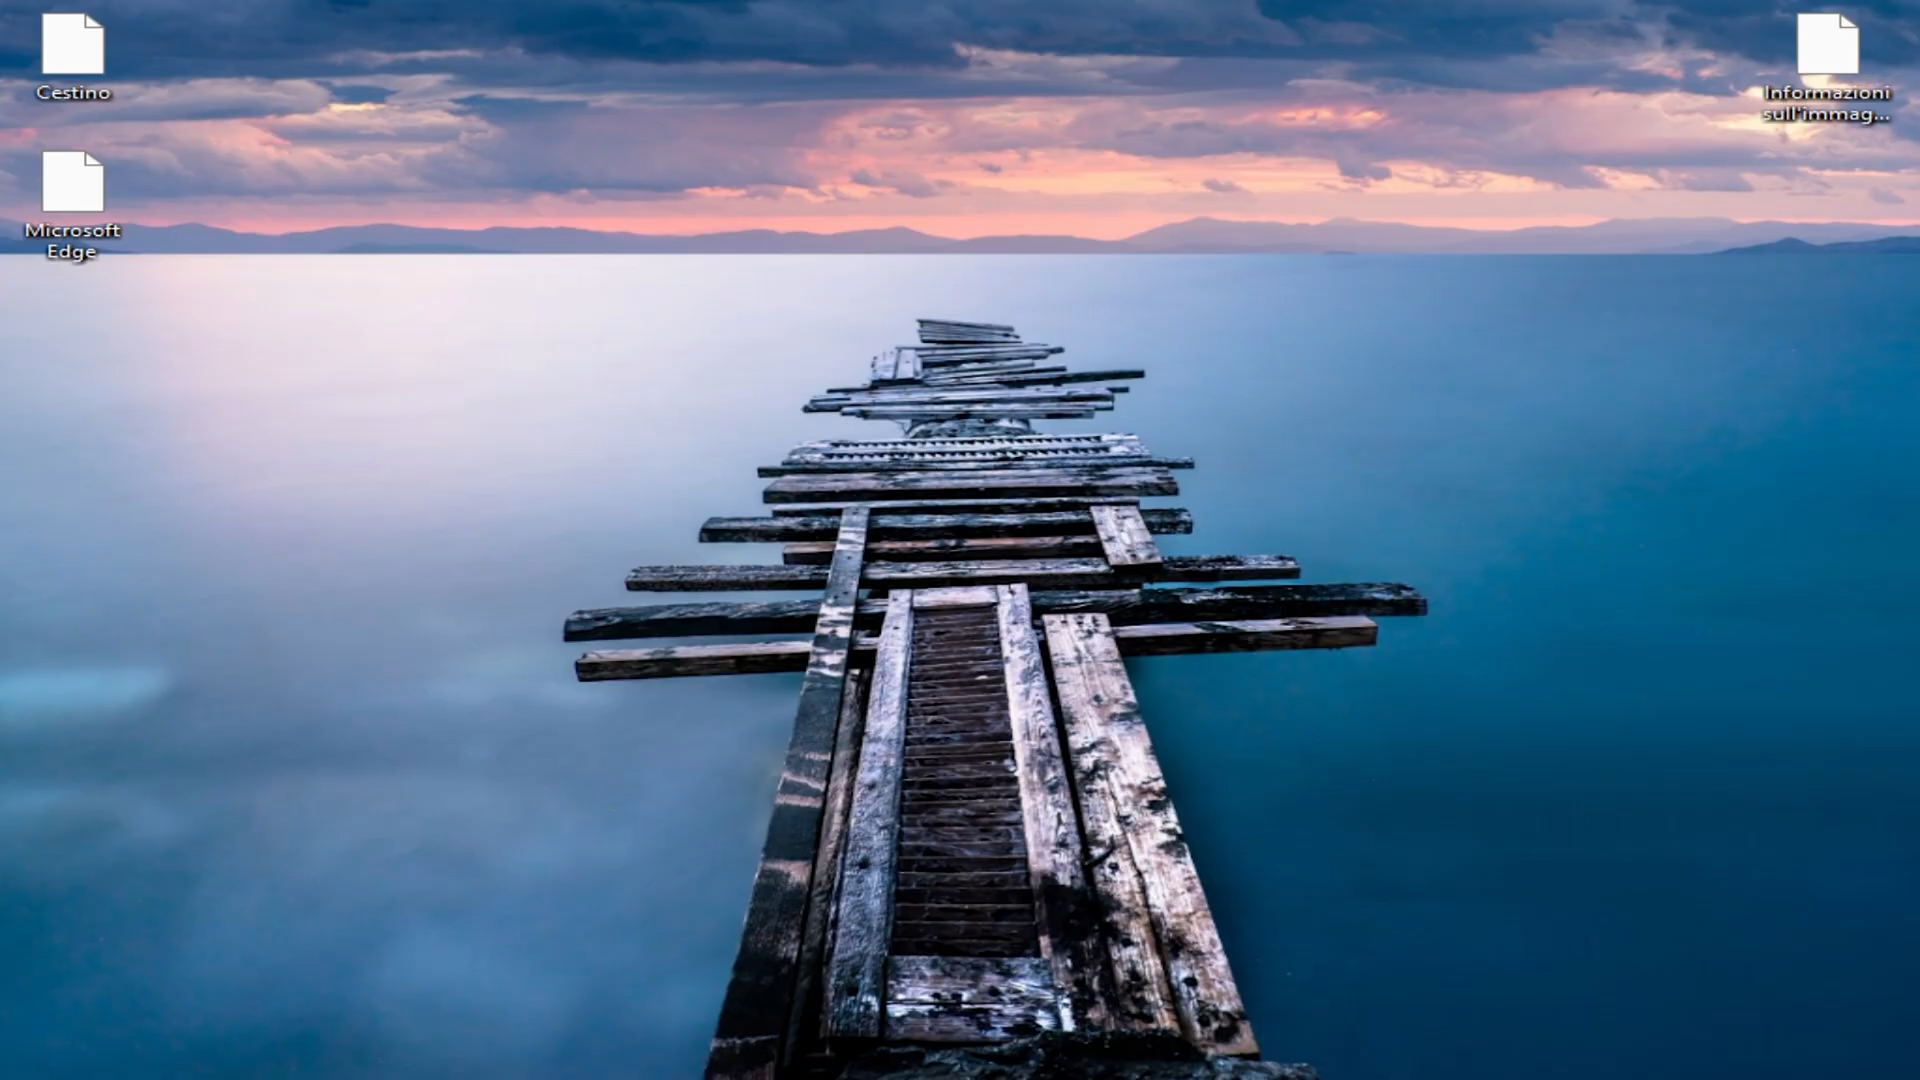 Cestino
Microsoft
Edge
Informazioni
sull'immag...